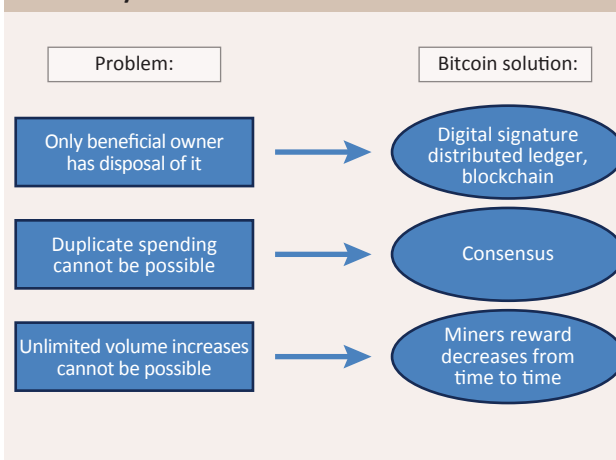 Problem:
Bitcoin solution:
Only beneficial owner
has disposal of it
Digital signature
distributed ledger,
blockchain
Duplicate spending
cannot be possible
Consensus
Unlimited volume increases
cannot be possible
Miners reward
decreases from
time to time